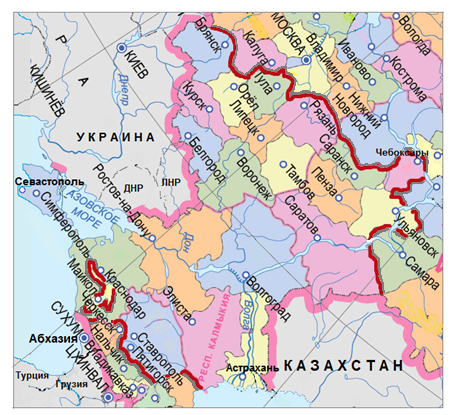 Брянск
Калуга
МОСКВА
Владимир
Иваново
Вологда
Кострома
КИШИНЁВ
КИЕВ
Днепр
Р А
Тула
Рязань
Нижний
Новгород
Курск
Орёл
Липецк
УКРАИНА
Саранск
Чебоксары
Белгород
Воронеж
Тамбов
Пенза
ДНР
ЛНР
Севастополь
Симферополь
АЗОВСКОЕ
МОРЕ
Ростов-на-Дону
Дон
Саратов
Ульяновск
Самара
Краснодар
Майкоп
Волгоград
Волга
Элиста
РЕСП. КАЛМЫКИЯ
Черкесск
Ставрополь
Пятигорск
Нальчик
Владикавказ
СУХУМ
Абхазия
ЦХИНВАЛ
Астрахань
КАЗАХСТАН
Турция
Грузия